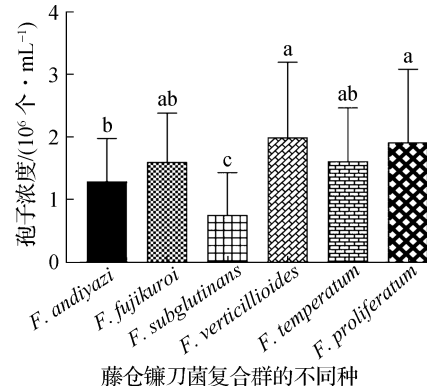 孢子浓度/(10⁶ 个·mL⁻¹)
4
3
2
1
0
b
ab
c
a
ab
a
F. andiyazi
F. fujikuroi
F. subglutinans
F. verticillioides
F. temperatum
F. proliferatum
藤仓镰刀菌复合群的不同种